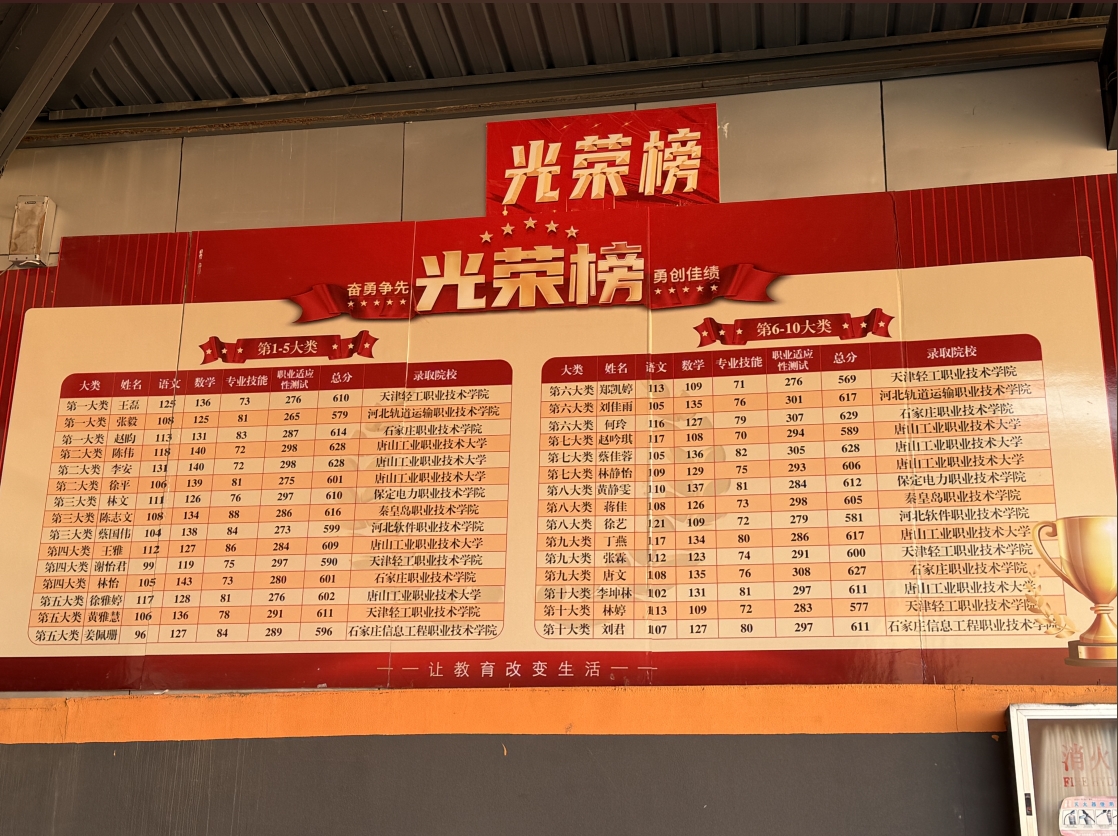 光荣榜
奋勇争先 光荣榜 勇创佳绩
第1-5大类
大类 姓名 语文 数学 专业技能 职业适应性测试 总分 录取院校
第一大类 王磊 125 136 73 276 610 天津轻工职业技术学院
第一大类 张毅 108 125 81 265 579 河北轨道运输职业技术学院
第一大类 赵昀 113 131 83 287 614 石家庄职业技术学院
第二大类 陈伟 118 140 72 298 628 唐山工业职业技术大学
第二大类 李安 131 140 72 298 628 唐山工业职业技术大学
第二大类 徐平 106 139 81 275 601 唐山工业职业技术大学
第三大类 林文 111 126 76 297 610 保定电力职业技术学院
第三大类 陈志文 108 134 88 286 616 秦皇岛职业技术学院
第三大类 蔡国伟 104 138 84 273 599 河北软件职业技术学院
第四大类 王雅 112 127 86 284 609 唐山工业职业技术大学
第四大类 谢怡君 99 119 75 297 590 天津轻工职业技术学院
第四大类 林怡 105 143 73 280 601 石家庄职业技术学院
第五大类 徐雅婷 117 128 81 276 602 唐山工业职业技术大学
第五大类 黄雅慧 106 136 78 291 611 天津轻工职业技术学院
第五大类 姜佩珊 96 127 84 289 596 石家庄信息工程职业技术学院
第6-10大类
大类 姓名 语文 数学 专业技能 职业适应性测试 总分 录取院校
第六大类 郑凯婷 113 109 71 276 569 天津轻工职业技术学院
第六大类 刘佳雨 105 135 76 301 617 河北轨道运输职业技术学院
第六大类 何玲 116 127 79 307 629 石家庄职业技术学院
第七大类 赵吟琪 117 108 70 294 589 唐山工业职业技术大学
第七大类 蔡佳蓉 105 136 82 305 628 唐山工业职业技术大学
第七大类 林静怡 109 129 75 293 606 唐山工业职业技术大学
第八大类 黄静雯 110 137 81 284 612 保定电力职业技术学院
第八大类 蒋佳 108 126 73 298 605 秦皇岛职业技术学院
第八大类 徐艺 121 109 72 279 581 河北软件职业技术学院
第九大类 丁燕 117 134 80 286 617 唐山工业职业技术大学
第九大类 张霖 112 123 74 291 600 天津轻工职业技术学院
第九大类 唐文 108 135 76 308 627 石家庄职业技术学院
第十大类 李坤林 102 131 81 297 611 唐山工业职业技术大学
第十大类 林婷 113 109 72 283 577 天津轻工职业技术学院
第十大类 刘君 107 127 80 297 611 石家庄信息工程职业技术学院
——让教育改变生活——
消火